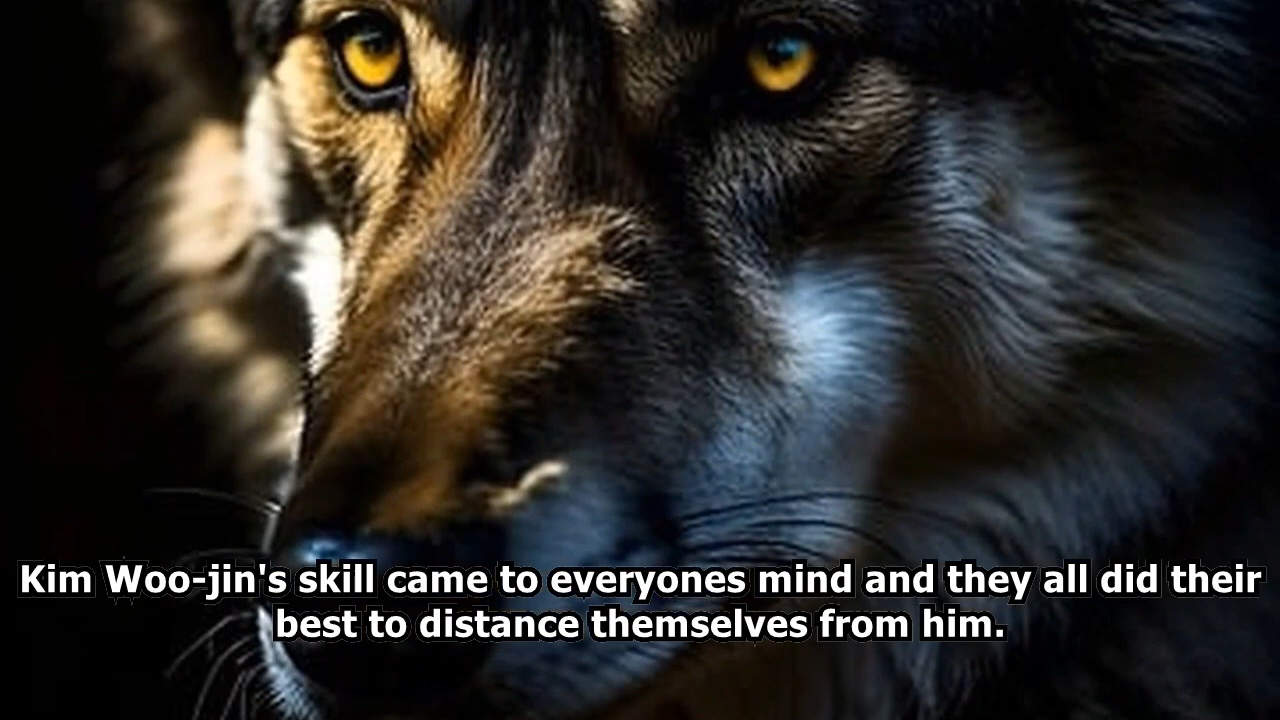 Kim Woo-jin's skill came to everyones mind and they all did their
best to distance themselves from him.